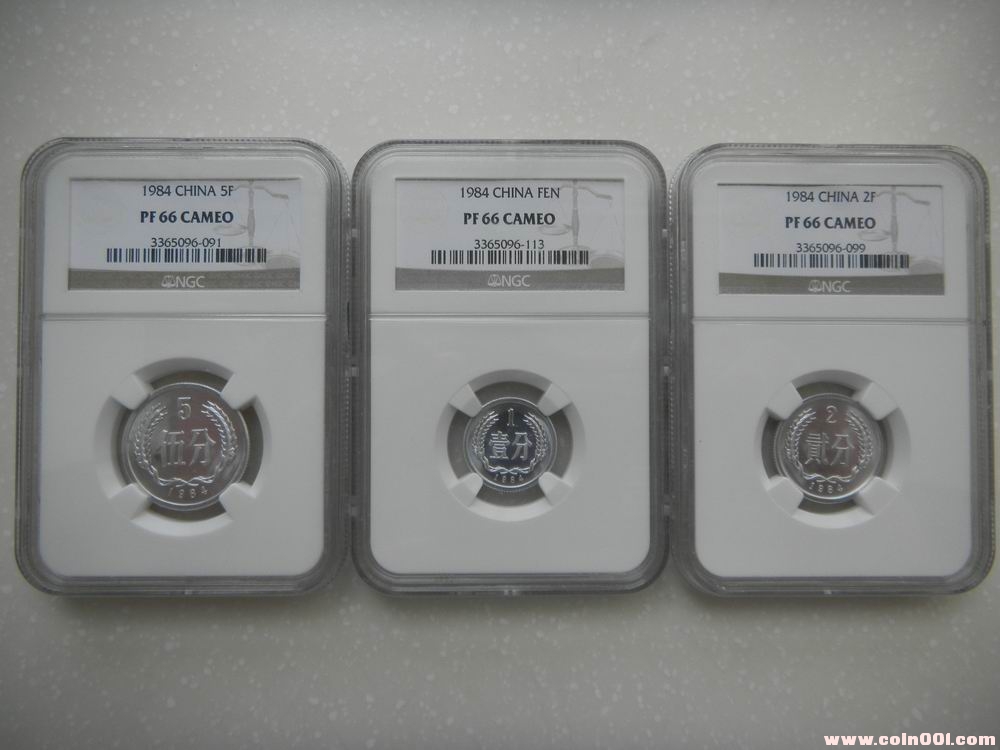 1984 CHINA 5F
PF 66 CAMEO
3365096-091
NGC
5
伍分
1984
1984 CHINA FEN
PF 66 CAMEO
3365096-113
NGC
1
壹分
1984
1984 CHINA 2F
PF 66 CAMEO
3365096-099
NGC
2
貳分
1984
www.coin001.com